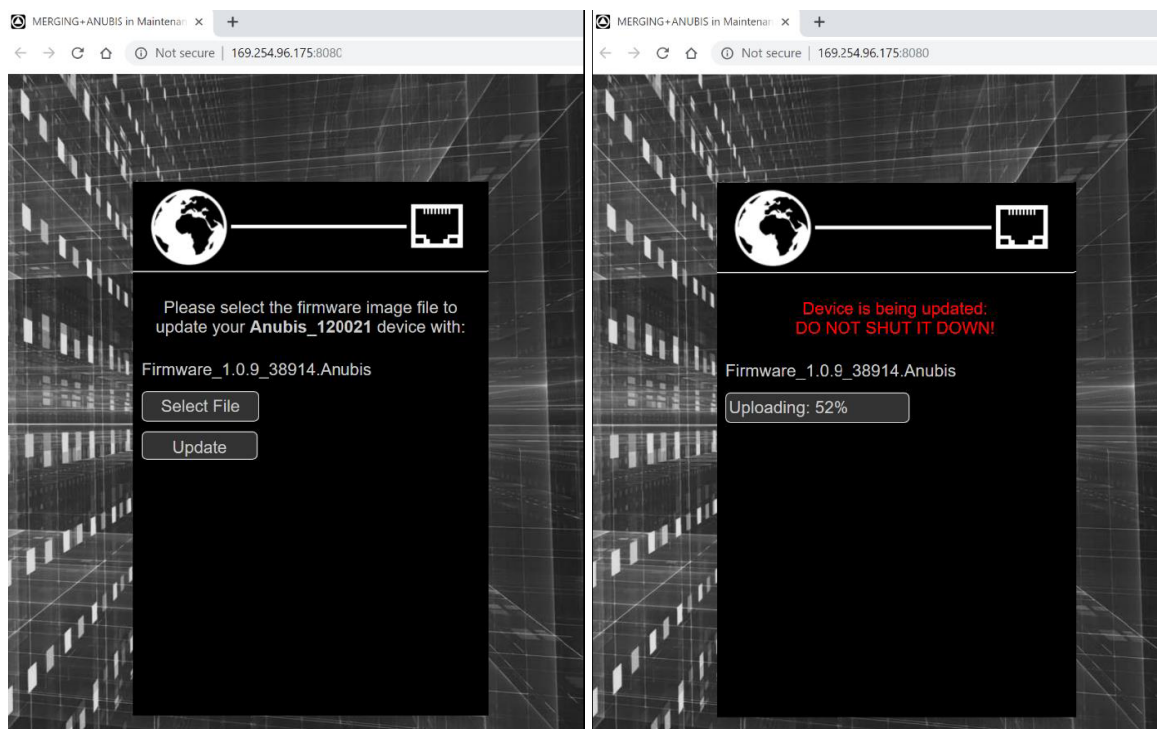 MERGING+ANUBIS in Maintenan
Not secure | 169.254.96.175:8080
Please select the firmware image file to
update your Anubis_120021 device with:
Firmware_1.0.9_38914.Anubis
Select File
Update
MERGING+ANUBIS in Maintenan
Not secure | 169.254.96.175:8080
Device is being updated:
DO NOT SHUT IT DOWN!
Firmware_1.0.9_38914.Anubis
Uploading: 52%